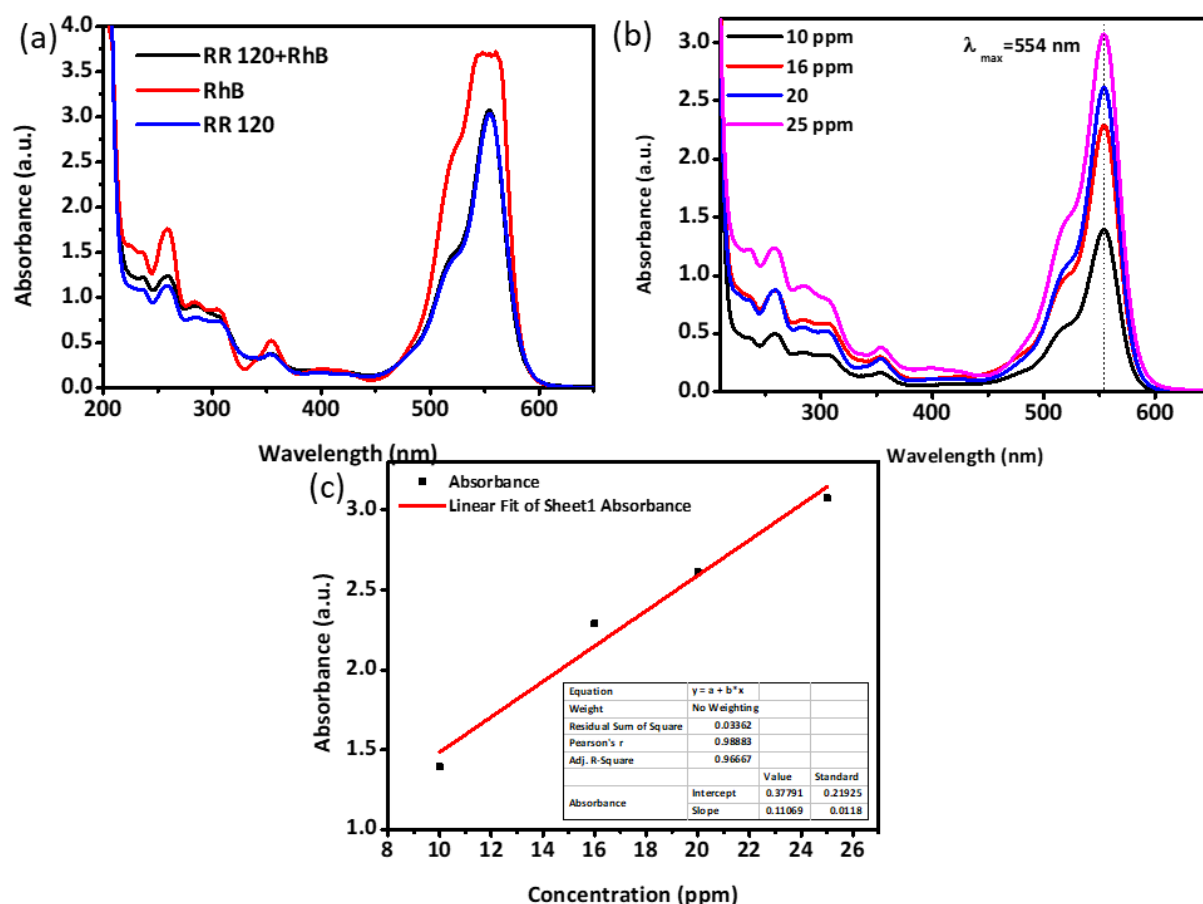 (a)
RR 120+RhB
RhB
RR 120
4.0
3.5
3.0
2.5
2.0
1.5
1.0
0.5
0.0
Absorbance (a.u.)
200 300 400 500 600
Wavelength (nm)
(b)
10 ppm
16 ppm
20
25 ppm
λmax=554 nm
3.0
2.5
2.0
1.5
1.0
0.5
0.0
Absorbance (a.u.)
300 400 500 600
Wavelength (nm)
(c)
Absorbance
Linear Fit of Sheet1 Absorbance
3.0
2.5
2.0
1.5
1.0
Absorbance (a.u.)
Equation y = a + b*x
Weight No Weighting
Residual Sum of Square 0.03362
Pearson's r 0.98883
Adj. R-Square 0.96667
Value Standard
Absorbance Intercept 0.37791 0.21925
Slope 0.11069 0.0118
8 10 12 14 16 18 20 22 24 26
Concentration (ppm)